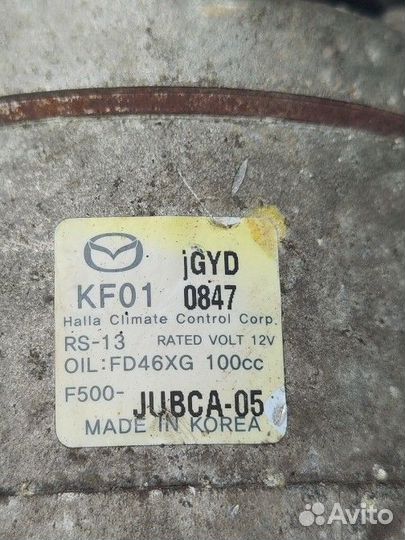 jGYD
KF01 0847
Halla Climate Control Corp.
RS-13 RATED VOLT 12V
OIL:FD46XG 100cc
F500-JUBCA-05
MADE IN KOREA
Avito